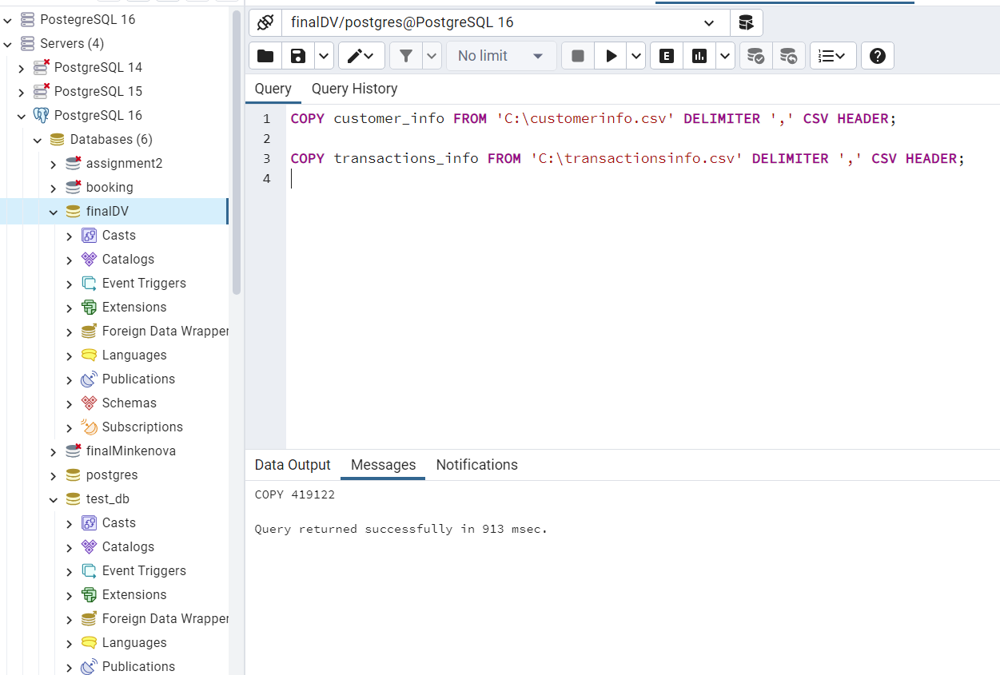 PostegreSQL 16
Servers (4)
PostgreSQL 14
PostgreSQL 15
PostgreSQL 16
Databases (6)
assignment2
booking
finalDV
Casts
Catalogs
Event Triggers
Extensions
Foreign Data Wrapper
Languages
Publications
Schemas
Subscriptions
finalMinkenova
postgres
test_db
Casts
Catalogs
Event Triggers
Extensions
Foreign Data Wrapper
Languages
Publications
finalDV/postgres@PostgreSQL 16
No limit
E
Query Query History
1 COPY customer_info FROM 'C:\customerinfo.csv' DELIMITER ',' CSV HEADER;
2
3 COPY transactions_info FROM 'C:\transactionsinfo.csv' DELIMITER ',' CSV HEADER;
4
Data Output Messages Notifications
COPY 419122
Query returned successfully in 913 msec.